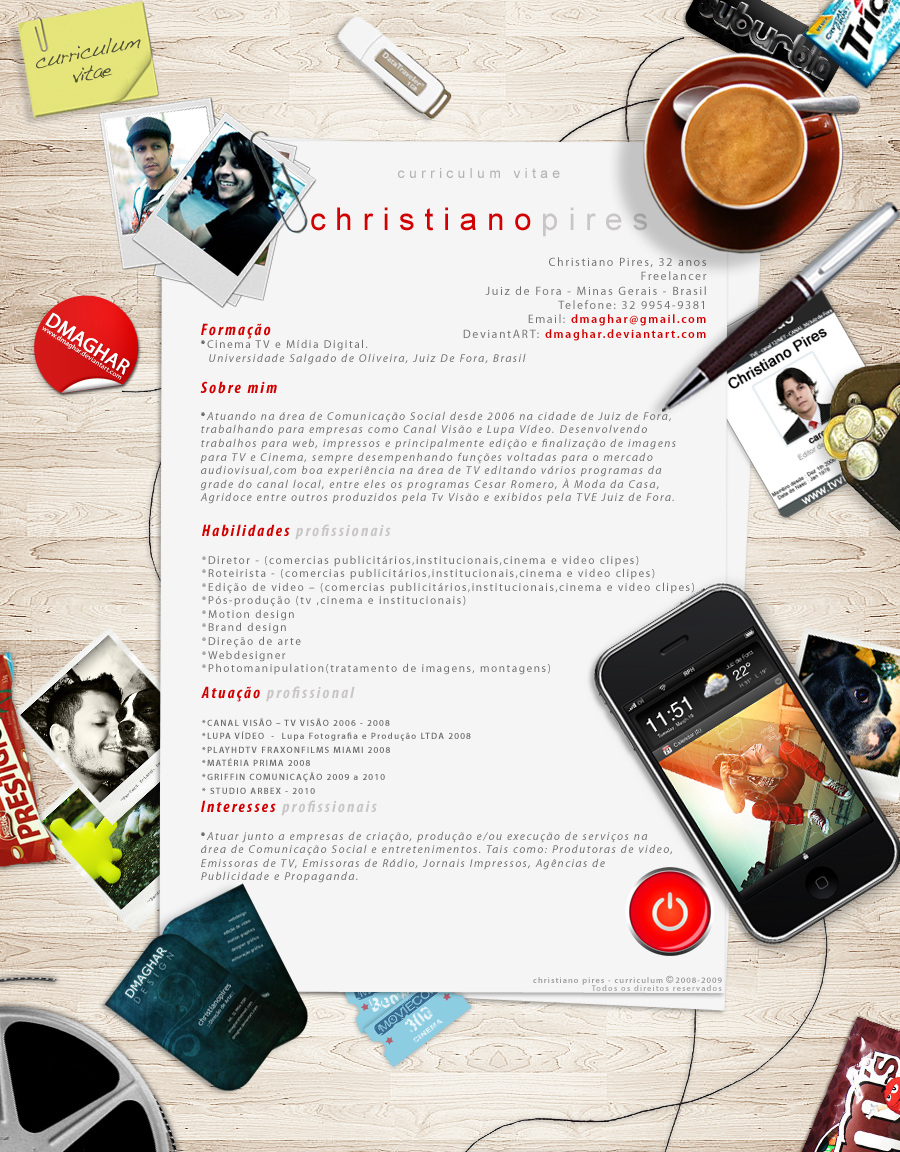 curriculum
vitae
DataTraveler
suburbia
curriculum vitae
christianopires
Christiano Pires, 32 anos
Freelancer
Juiz de Fora - Minas Gerais - Brasil
Telefone: 32 9954-9381
Email: dmaghar@gmail.com
DeviantART: dmaghar.deviantart.com
DMAGHAR
www.dmaghar.deviantart.com
Christiano Pires
Formação
•Cinema TV e Mídia Digital.
Universidade Salgado de Oliveira, Juiz De Fora, Brasil
Sobre mim
•Atuando na área de Comunicação Social desde 2006 na cidade de Juiz de Fora,
trabalhando para empresas como Canal Visão e Lupa Vídeo. Desenvolvendo
trabalhos para web, impressos e principalmente edição e finalização de imagens
para TV e Cinema, sempre desempenhando funções voltadas para o mercado
audiovisual,com boa experiência na área de TV editando vários programas da
grade do canal local, entre eles os programas Cesar Romero, À Moda da Casa,
Agridoce entre outros produzidos pela Tv Visão e exibidos pela TVE Juiz de Fora.
Habilidades profissionais
*Diretor - (comercias publicitários,institucionais,cinema e video clipes)
*Roteirista - (comercias publicitários,institucionais,cinema e video clipes)
*Edição de video – (comercias publicitários,institucionais,cinema e video clipes)
*Pós-produção (tv ,cinema e institucionais)
*Motion design
*Brand design
*Direção de arte
*Webdesigner
*Photomanipulation(tratamento de imagens, montagens)
Atuação profissional
*CANAL VISÃO – TV VISÃO 2006 - 2008
*LUPA VÍDEO - Lupa Fotografia e Produção LTDA 2008
*PLAYHDTV FRAXONFILMS MIAMI 2008
*MATÉRIA PRIMA 2008
*GRIFFIN COMUNICAÇÃO 2009 a 2010
* STUDIO ARBEX - 2010
Interesses profissionais
•Atuar junto a empresas de criação, produção e/ou execução de serviços na
área de Comunicação Social e entretenimentos. Tais como: Produtoras de video,
Emissoras de TV, Emissoras de Rádio, Jornais Impressos, Agências de
Publicidade e Propaganda.
11:51
Juiz de Fora
22°
Calendar (0)
PRESTÍGIO
Nestlé
DMAGHAR
DESIGN
christianopires
MOVIECO
300
CINEMA
christiano pires - curriculum ©2008-2009
Todos os direitos reservados